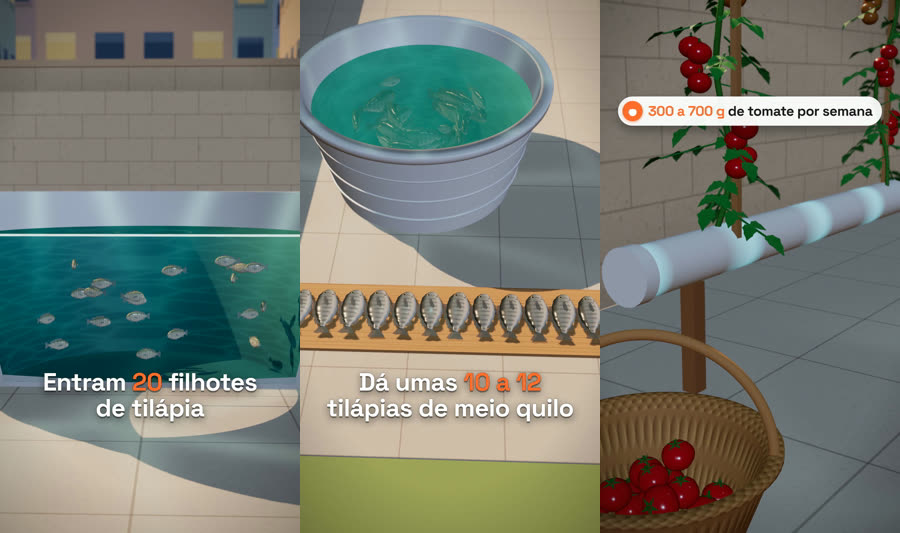 Entram 20 filhotes
de tilápia
Dá umas 10 a 12
tilápias de meio quilo
300 a 700 g de tomate por semana